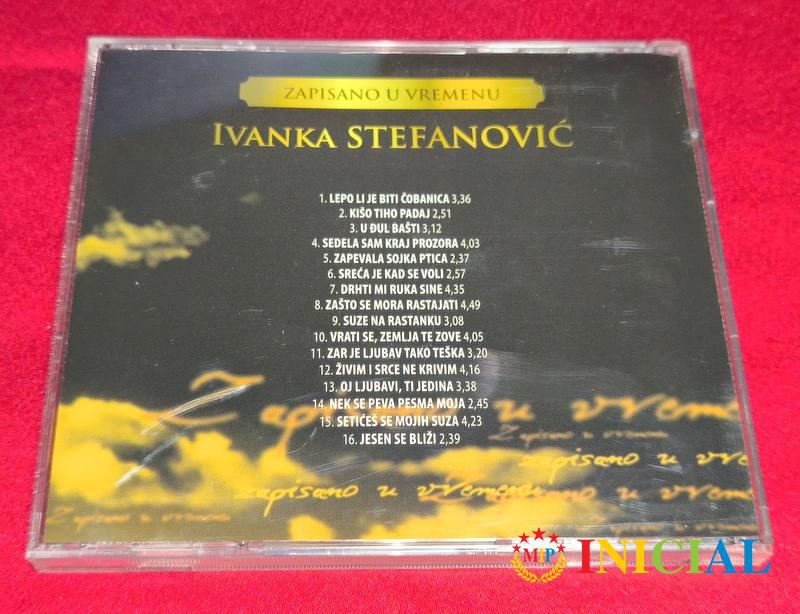 ZAPISANO U VREMENU
IVANKA STEFANOVIĆ
1. LEPO LI JE BITI ČOBANICA 3,36
2. KIŠO TIHO PADAJ 2,51
3. U ĐUL BAŠTI 3,12
4. SEDELA SAM KRAJ PROZORA 4,03
5. ZAPEVALA SOJKA PTICA 2,37
6. SREĆA JE KAD SE VOLI 2,57
7. DRHTI MI RUKA SINE 4,35
8. ZAŠTO SE MORA RASTAJATI 4,49
9. SUZE NA RASTANKU 3,08
10. VRATI SE, ZEMLJA TE ZOVE 4,05
11. ZAR JE LJUBAV TAKO TEŠKA 3,20
12. ŽIVIM I SRCE NE KRIVIM 4,16
13. OJ LJUBAVI, TI JEDINA 3,38
14. NEK SE PEVA PESMA MOJA 2,45
15. SETIĆEŠ SE MOJIH SUZA 4,23
16. JESEN SE BLIŽI 2,39
u vreme
Zapisano u vremenu
zapisano u vre
zapisano u vremenu
Zapisano u vremenu
MIP INICIAL